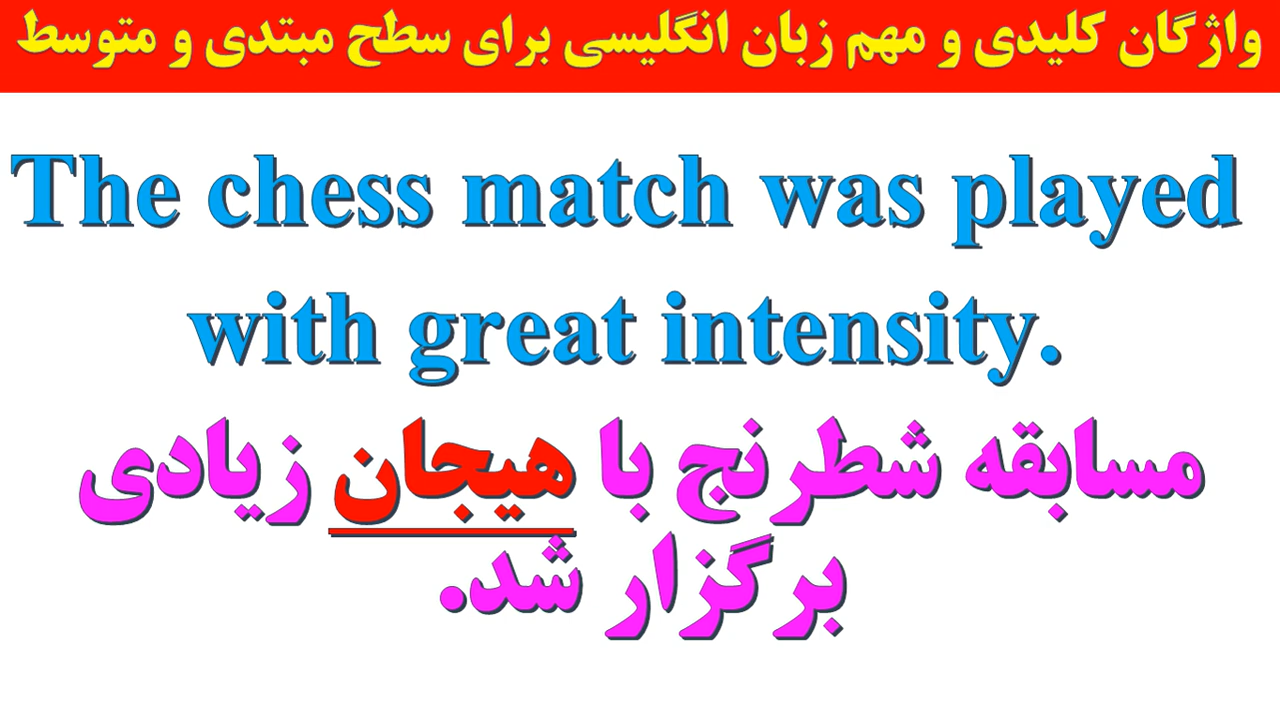 واژگان کلیدی و مهم زبان انگلیسی برای سطح مبتدی و متوسط
The chess match was played
with great intensity.
مسابقه شطرنج با هیجان زیادی
برگزار شد.